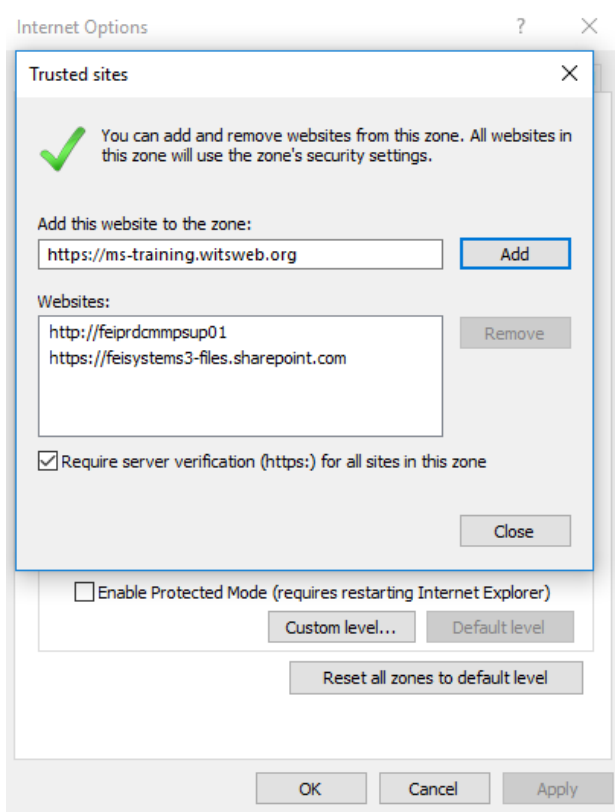 Internet Options
?
Trusted sites
You can add and remove websites from this zone. All websites in
this zone will use the zone's security settings.
Add this website to the zone:
https://ms-training.witsweb.org
Add
Websites:
http://feiprdcmmpsup01
https://feisystems3-files.sharepoint.com
Remove
Require server verification (https:) for all sites in this zone
Close
Enable Protected Mode (requires restarting Internet Explorer)
Custom level...
Default level
Reset all zones to default level
OK
Cancel
Apply